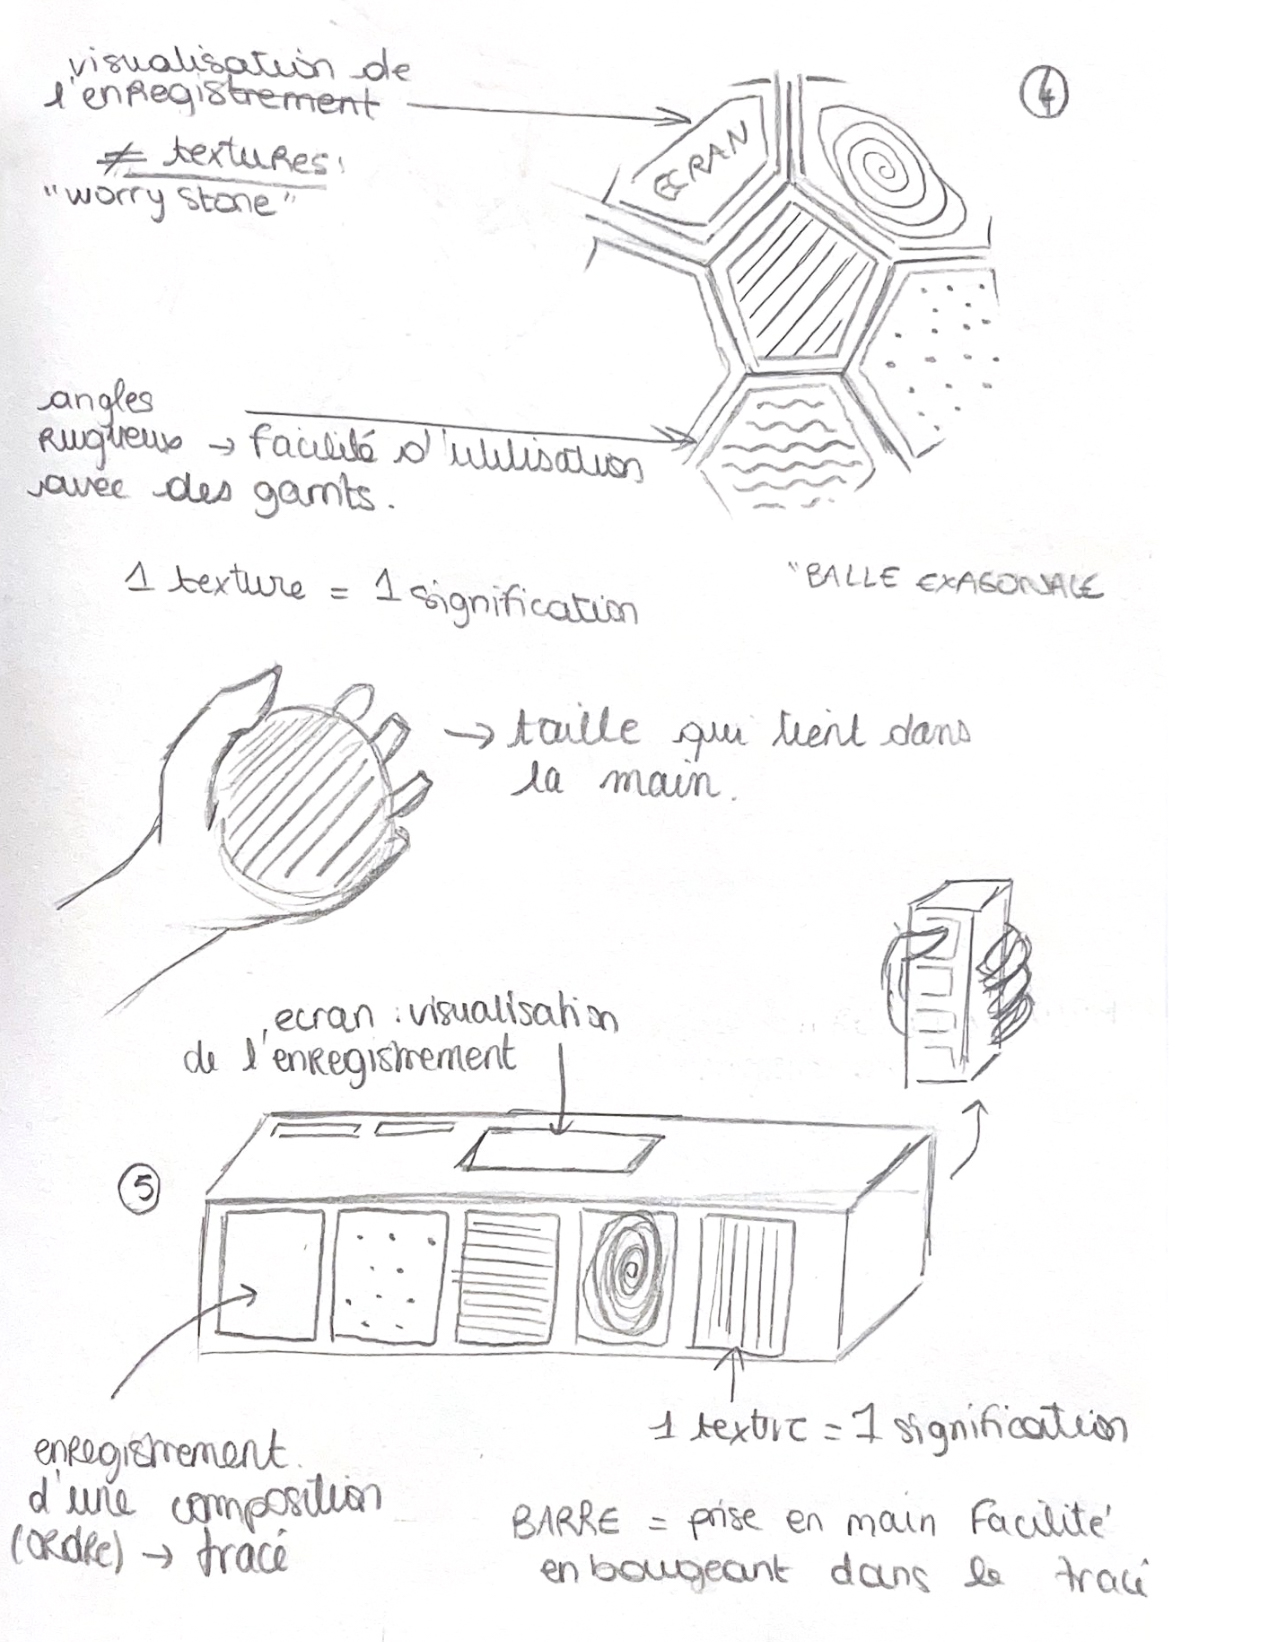 visualisation de
l'enregistrement
≠ textures :
"worry stone"
ECRAN
④
angles
Rugueux → facilité d'utilisation
avec des gants.
1 texture = 1 signification
"BALLE EXAGONALE
→ taille qui tient dans
la main.
ecran : visualisation
de l'enregistrement
⑤
1 texture = 1 signification
enregistrement
d'une composition
(ORdRe) → tracé
BARRE = prise en main Facilité
en bougeant dans le tracé